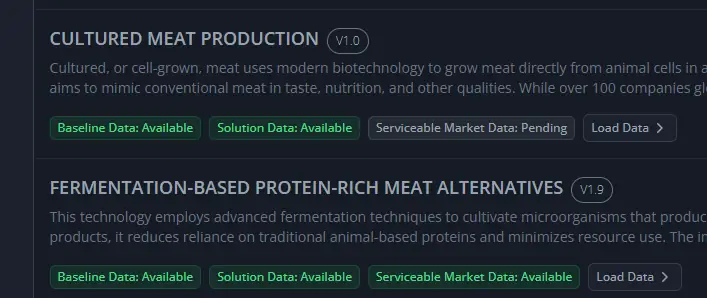 CULTURED MEAT PRODUCTION V1.0
Cultured, or cell-grown, meat uses modern biotechnology to grow meat directly from animal cells in a
aims to mimic conventional meat in taste, nutrition, and other qualities. While over 100 companies gl
Baseline Data: Available Solution Data: Available Serviceable Market Data: Pending Load Data >
FERMENTATION-BASED PROTEIN-RICH MEAT ALTERNATIVES V1.9
This technology employs advanced fermentation techniques to cultivate microorganisms that produc
products, it reduces reliance on traditional animal-based proteins and minimizes resource use. The in
Baseline Data: Available Solution Data: Available Serviceable Market Data: Available Load Data >